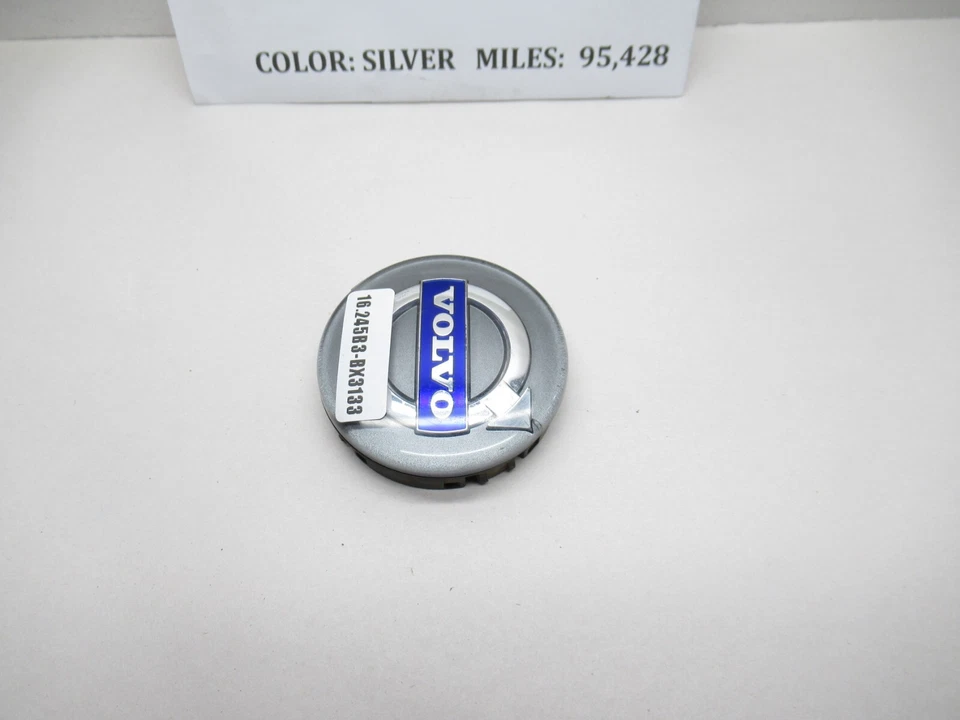 COLOR: SILVER MILES: 95,428
VOLVO
16.245B3-BX3133